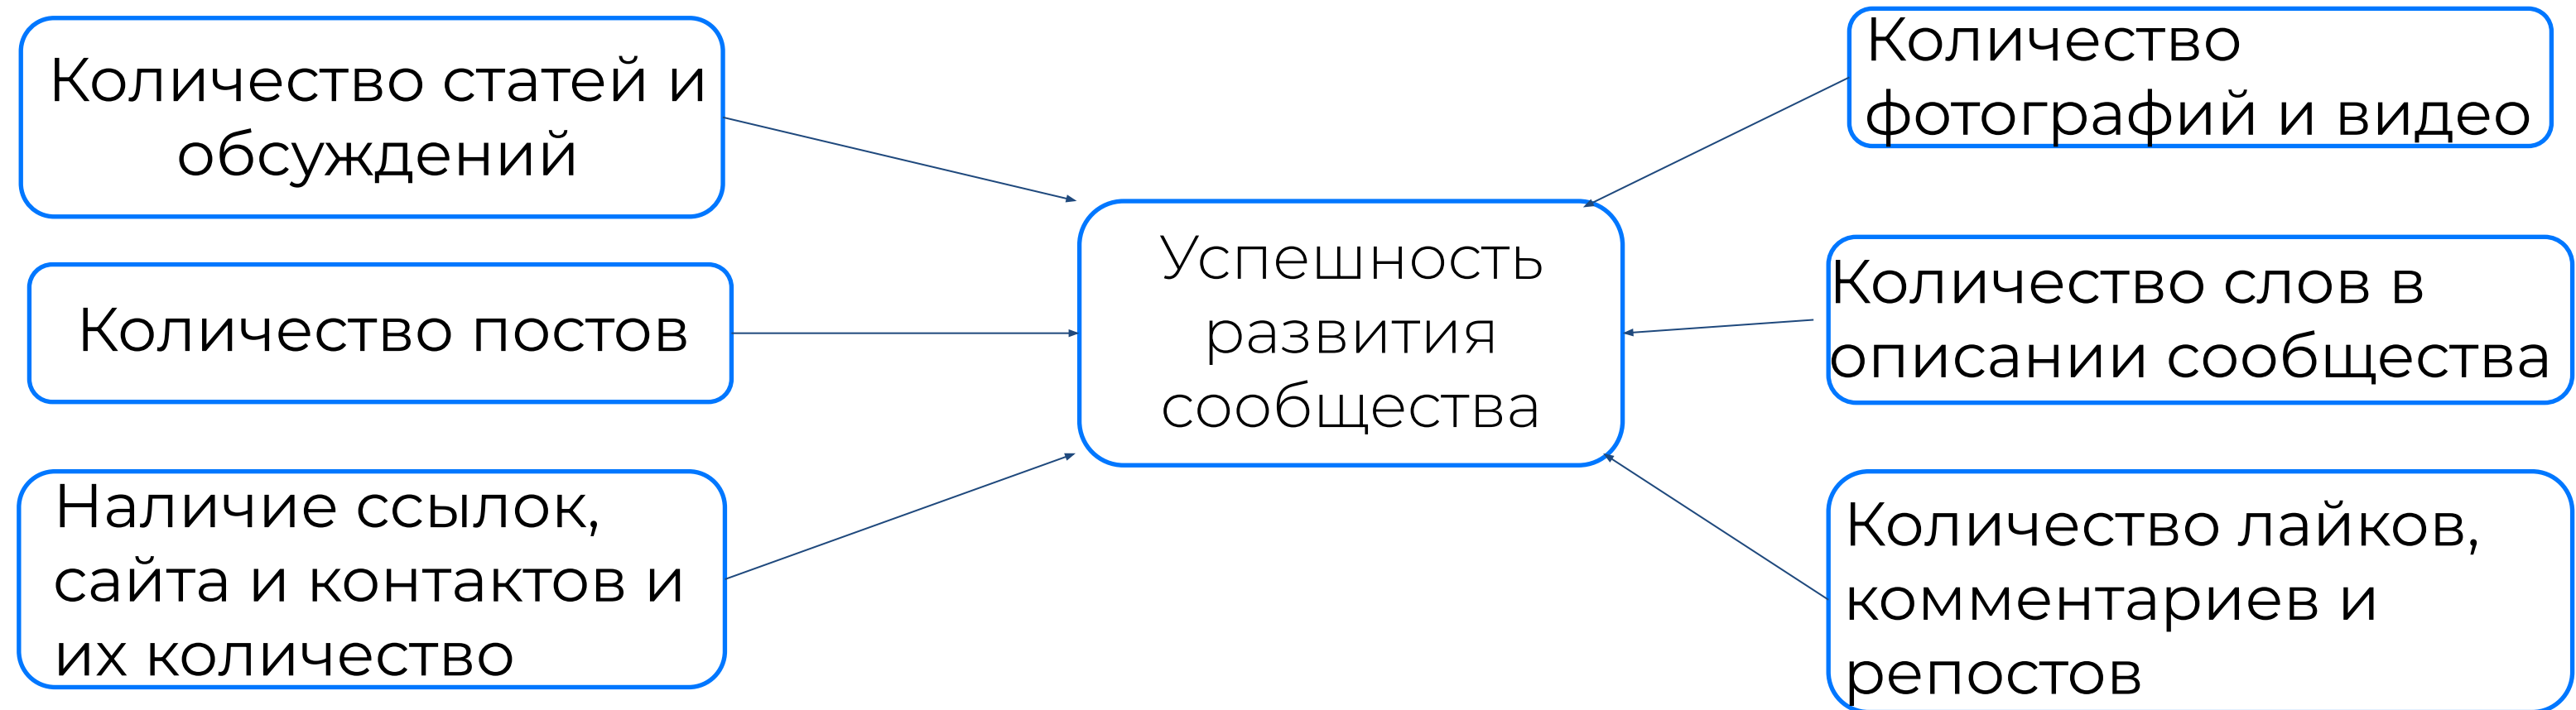 Количество статей и
обсуждений
Количество постов
Наличие ссылок,
сайта и контактов и
их количество
Успешность
развития
сообщества
Количество
фотографий и видео
Количество слов в
описании сообщества
Количество лайков,
комментариев и
репостов